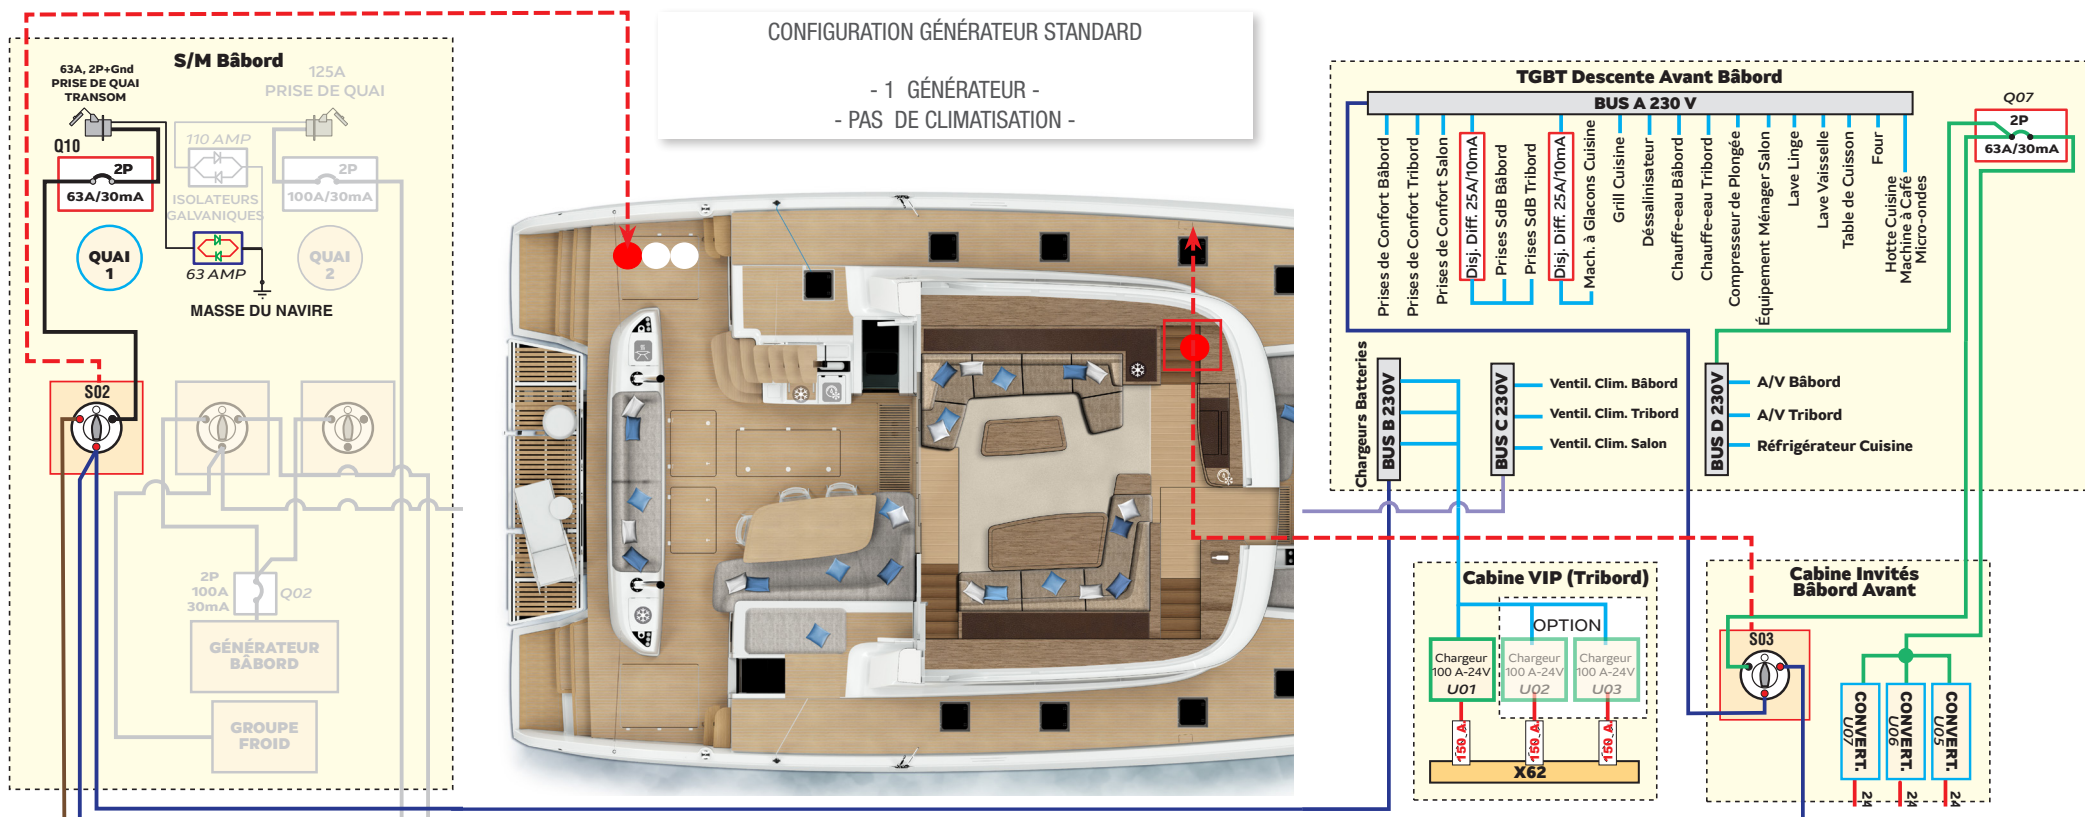 CONFIGURATION GÉNÉRATEUR STANDARD
- 1 GÉNÉRATEUR -
- PAS DE CLIMATISATION -
S/M Bâbord
63A, 2P+Gnd
PRISE DE QUAI
TRANSOM
125A
PRISE DE QUAI
Q10
2P
63A/30mA
110 AMP
ISOLATEURS
GALVANIQUES
2P
100A/30mA
QUAI
1
63 AMP
QUAI
2
MASSE DU NAVIRE
S02
2P
100A
30mA
Q02
GÉNÉRATEUR
BÂBORD
GROUPE
FROID
TGBT Descente Avant Bâbord
BUS A 230 V
Q07
2P
63A/30mA
Prises de Confort Bâbord
Prises de Confort Tribord
Prises de Confort Salon
Disj. Diff. 25A/10mA
Prises SdB Bâbord
Prises SdB Tribord
Disj. Diff. 25A/10mA
Mach. à Glacons Cuisine
Grill Cuisine
Déssalinisateur
Chauffe-eau Bâbord
Chauffe-eau Tribord
Compresseur de Plongée
Équipement Ménager Salon
Lave Linge
Lave Vaisselle
Table de Cuisson
Four
Hotte Cuisine
Machine à Café
Micro-ondes
Chargeurs Batteries
BUS B 230V
BUS C 230V
Ventil. Clim. Bâbord
Ventil. Clim. Tribord
Ventil. Clim. Salon
BUS D 230V
A/V Bâbord
A/V Tribord
Réfrigérateur Cuisine
Cabine VIP (Tribord)
OPTION
Chargeur
100 A-24V
U01
Chargeur
100 A-24V
U02
Chargeur
100 A-24V
U03
150 A
150 A
150 A
X62
Cabine Invités
Bâbord Avant
S03
CONVERT.
U07
CONVERT.
U06
CONVERT.
U05
24
24
24